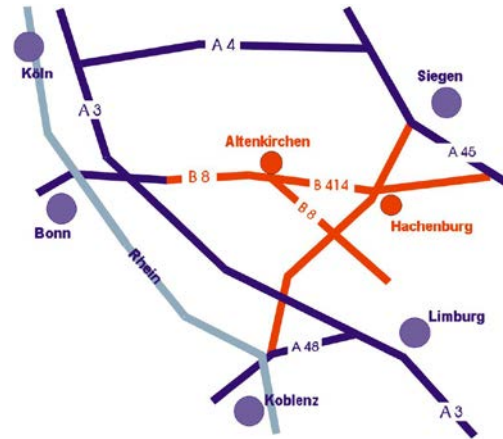 A 4
Köln
Siegen
A 3
Altenkirchen
A 45
B 8
B 414
B 8
Hachenburg
Bonn
Rhein
Limburg
A 48
Koblenz
A 3